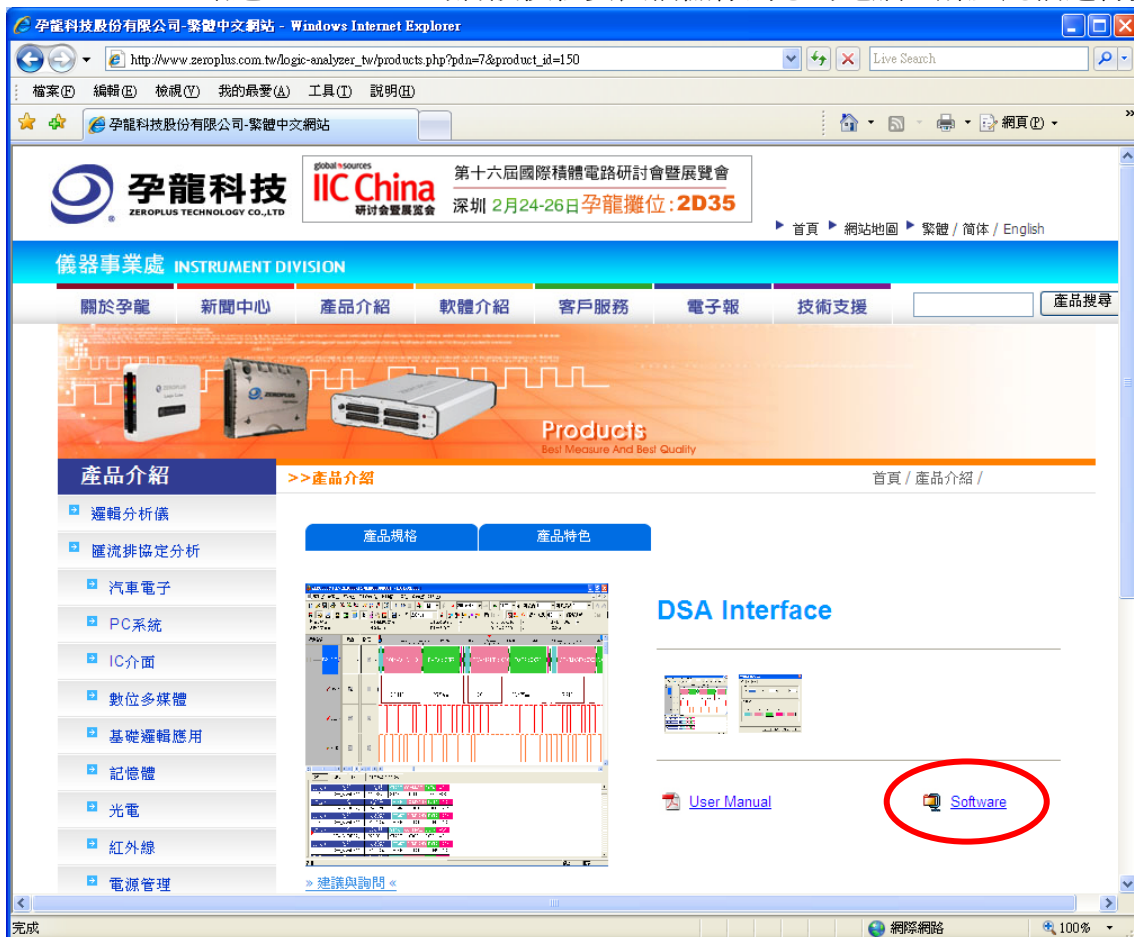 孕龍科技股份有限公司-繁體中文網站 - Windows Internet Explorer
http://www.zeroplus.com.tw/logic-analyzer_tw/products.php?pdn=7&product_id=150
Live Search
檔案(F) 編輯(E) 檢視(V) 我的最愛(A) 工具(T) 說明(H)
孕龍科技股份有限公司-繁體中文網站
網頁(P)
孕龍科技
ZEROPLUS TECHNOLOGY CO.,LTD
global sources
IIC China
研讨会暨展览会
第十六屆國際積體電路研討會暨展覽會
深圳 2月24-26日孕龍攤位:2D35
首頁 網站地圖 繁體 / 简体 / English
儀器事業處 INSTRUMENT DIVISION
關於孕龍 新聞中心 產品介紹 軟體介紹 客戶服務 電子報 技術支援 產品搜尋
Products
Best Measure And Best Quality
產品介紹
>>產品介紹
首頁 / 產品介紹 /
邏輯分析儀
產品規格 產品特色
匯流排協定分析
汽車電子
DSA Interface
PC系統
IC介面
數位多媒體
基礎邏輯應用
記憶體
光電
User Manual
Software
紅外線
電源管理
» 建議與詢問 «
完成
網際網路
100%